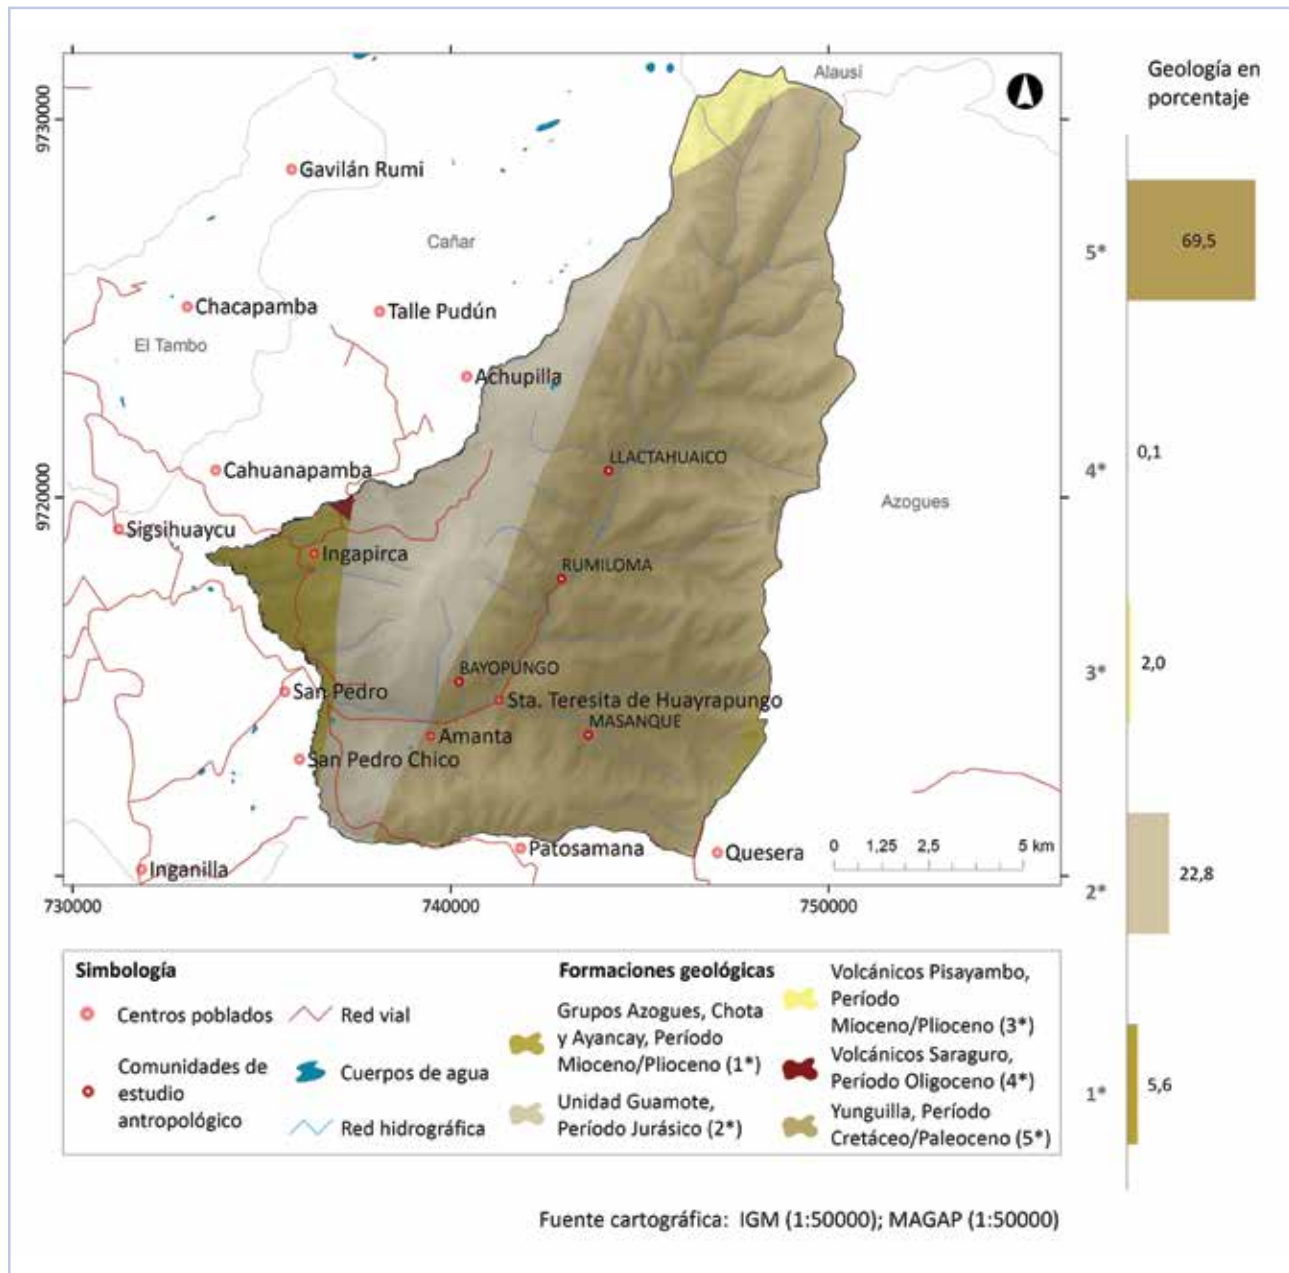 Alausí
Geología en
porcentaje
9730000
Gavilán Rumi
Cañar
69,5
5*
Chacapamba
Talle Pudún
El Tambo
Achupilla
0,1
4*
Cahuanapamba
LLACTAHUAICO
9720000
Azogues
Sigsihuaycu
Ingapirca
RUMILOMA
BAYOPUNGO
2,0
3*
San Pedro
Sta. Teresita de Huayrapungo
MASANQUE
Amanta
San Pedro Chico
Patosamana
Quesera
0 1,25 2,5 5 km
Inganilla
22,8
2*
730000
740000
750000
Simbología
Centros poblados
Comunidades de
estudio
antropológico
Red vial
Cuerpos de agua
Red hidrográfica
Formaciones geológicas
Grupos Azogues, Chota
y Ayancay, Período
Mioceno/Plioceno (1*)
Unidad Guamote,
Período Jurásico (2*)
Volcánicos Pisayambo,
Período
Mioceno/Plioceno (3*)
Volcánicos Saraguro,
Período Oligoceno (4*)
Yunguilla, Período
Cretáceo/Paleoceno (5*)
5,6
1*
Fuente cartográfica: IGM (1:50000); MAGAP (1:50000)